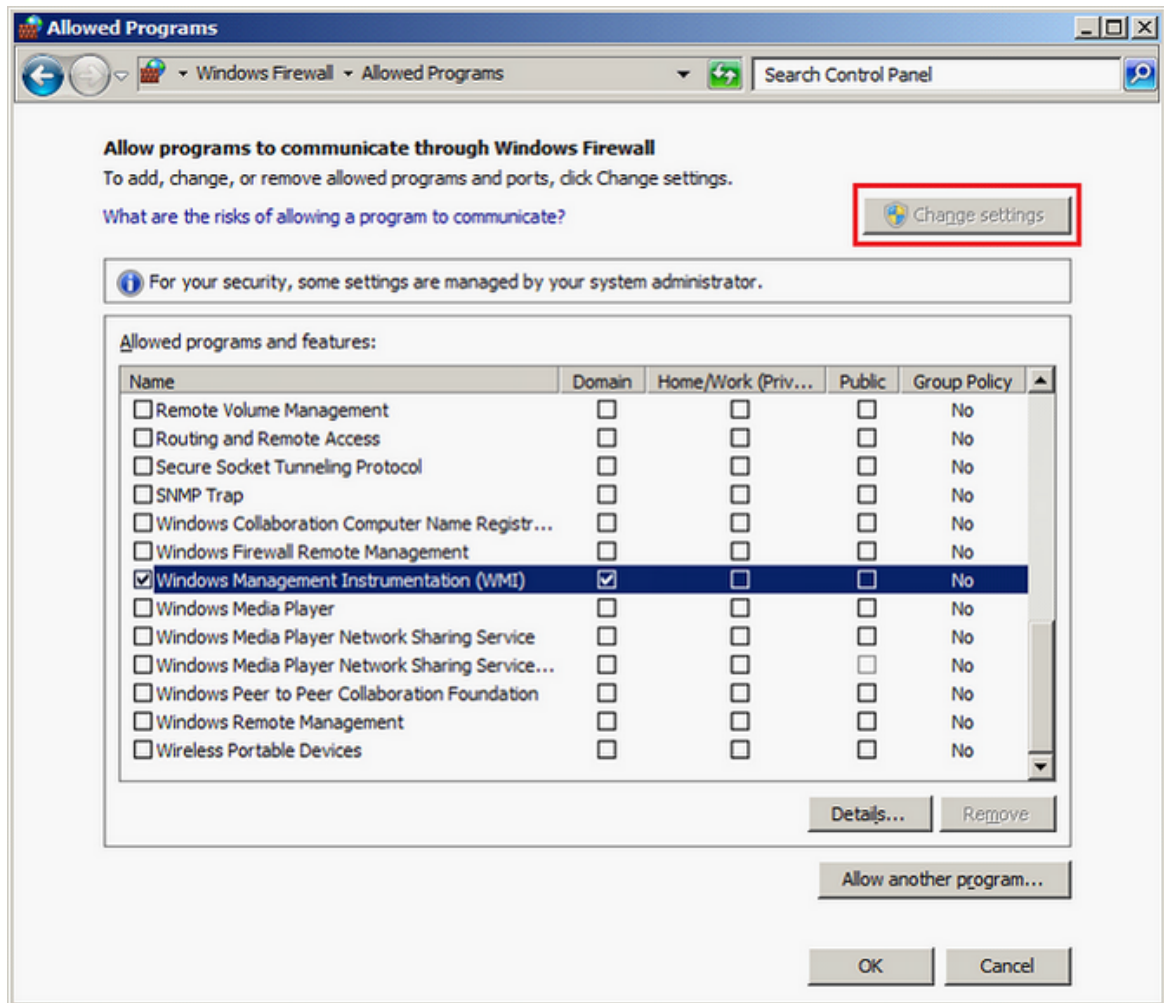 Allowed Programs
Windows Firewall Allowed Programs
Search Control Panel
Allow programs to communicate through Windows Firewall
To add, change, or remove allowed programs and ports, click Change settings.
What are the risks of allowing a program to communicate?
Change settings
For your security, some settings are managed by your system administrator.
Allowed programs and features:
Name Domain Home/Work (Priv... Public Group Policy
Remote Volume Management No
Routing and Remote Access No
Secure Socket Tunneling Protocol No
SNMP Trap No
Windows Collaboration Computer Name Registr... No
Windows Firewall Remote Management No
Windows Management Instrumentation (WMI) No
Windows Media Player No
Windows Media Player Network Sharing Service No
Windows Media Player Network Sharing Service... No
Windows Peer to Peer Collaboration Foundation No
Windows Remote Management No
Wireless Portable Devices No
Details... Remove
Allow another program...
OK Cancel